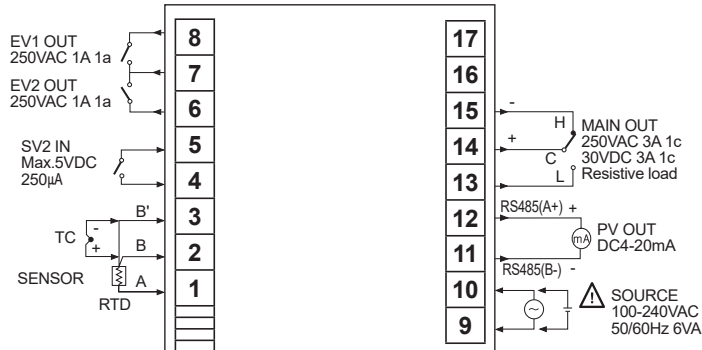 EV1 OUT
250VAC 1A 1a
EV2 OUT
250VAC 1A 1a
SV2 IN
Max.5VDC
250µA
B'
TC
-
+
B
SENSOR
A
RTD
8
7
6
5
4
3
2
1
17
16
15
14
13
12
11
10
9
-
H
+
C
L
MAIN OUT
250VAC 3A 1c
30VDC 3A 1c
Resistive load
RS485(A+) +
mA
PV OUT
DC4-20mA
RS485(B-) -
SOURCE
100-240VAC
50/60Hz 6VA